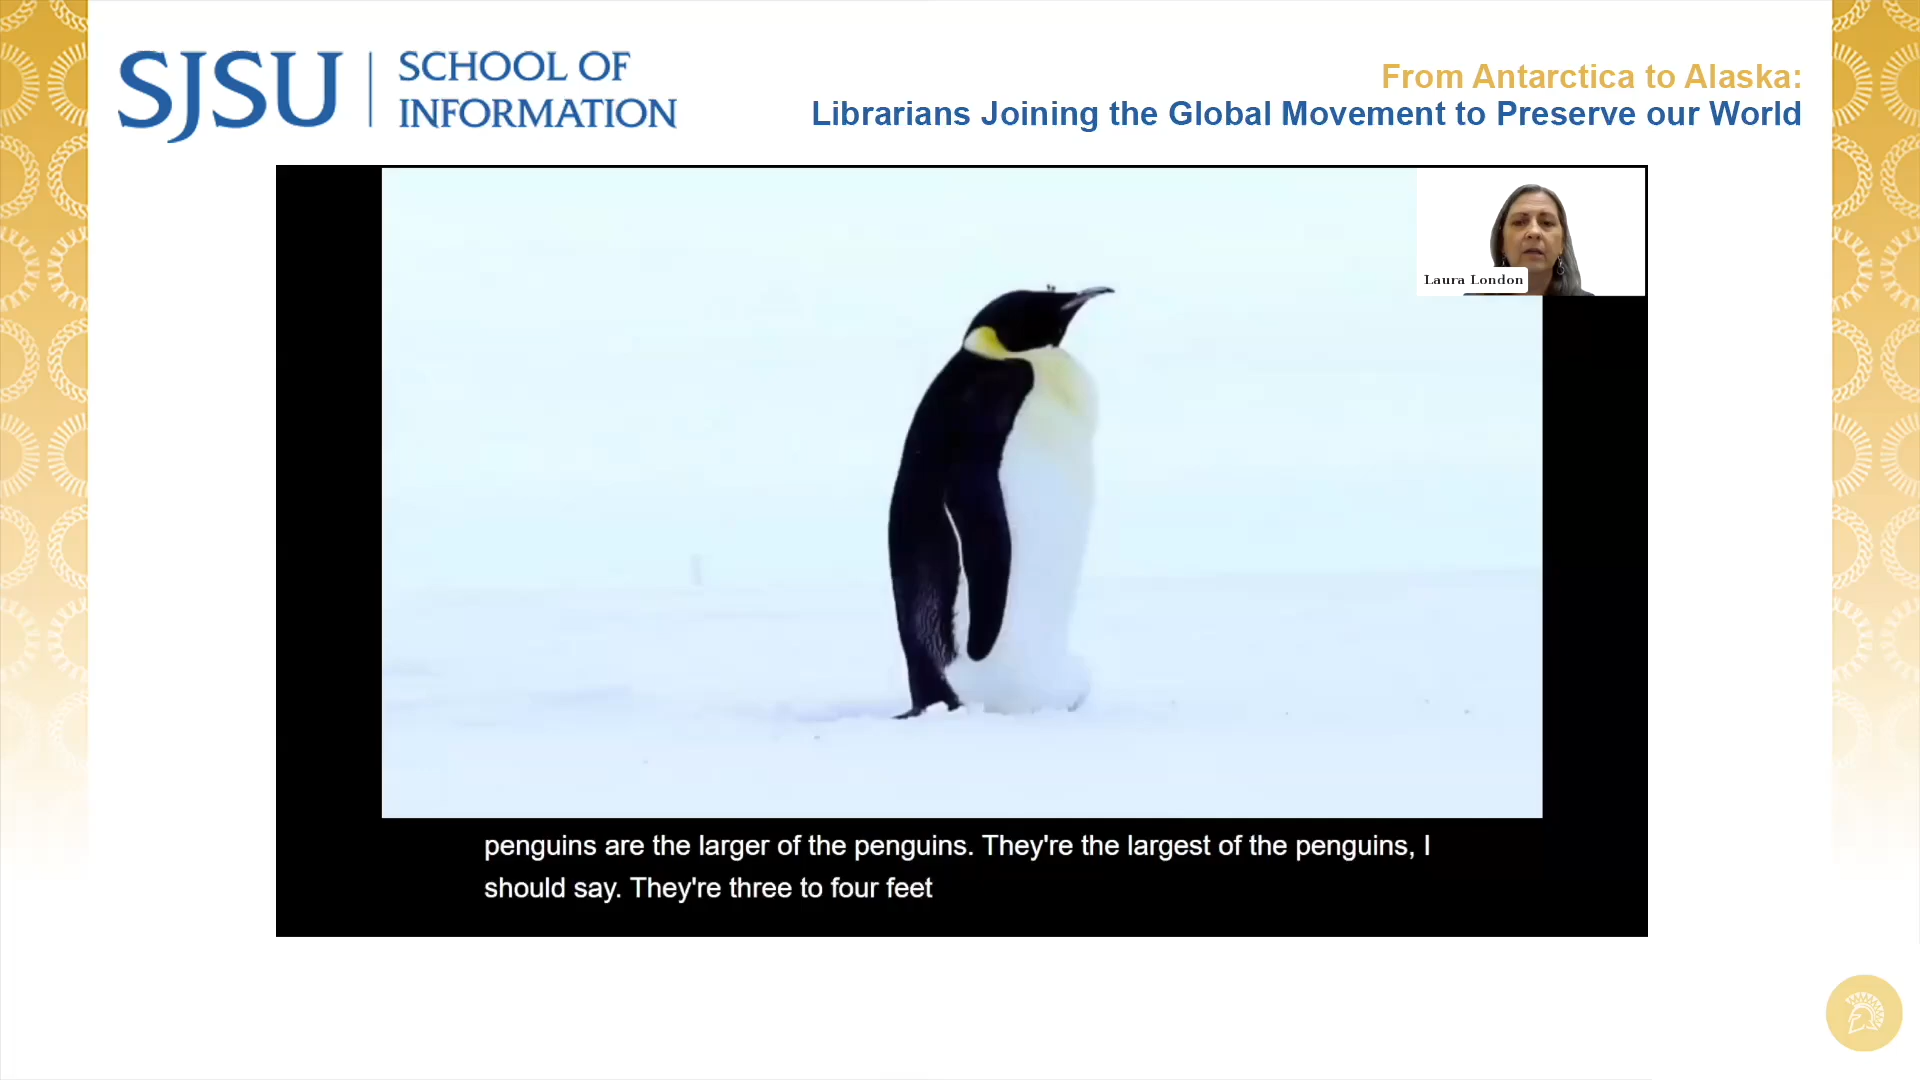 SJSU
SCHOOL OF
INFORMATION
From Antarctica to Alaska:
Librarians Joining the Global Movement to Preserve our World
Laura London
penguins are the larger of the penguins. They're the largest of the penguins, I
should say. They're three to four feet